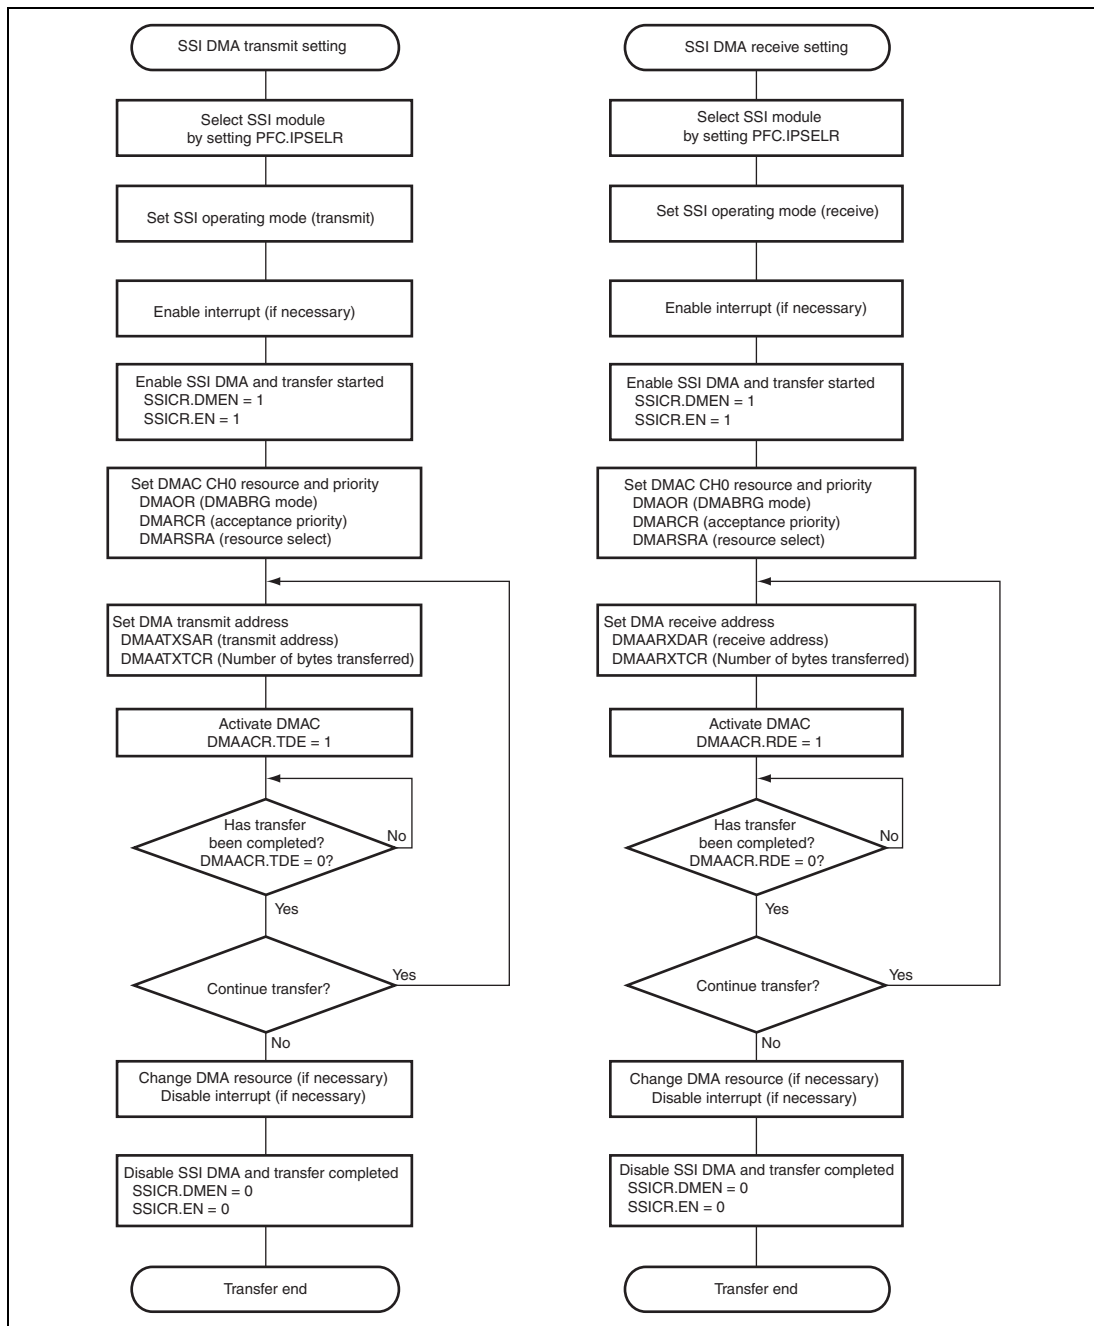 SSI DMA transmit setting
Select SSI module
by setting PFC.IPSELR
Set SSI operating mode (transmit)
Enable interrupt (if necessary)
Enable SSI DMA and transfer started
SSICR.DMEN = 1
SSICR.EN = 1
Set DMAC CH0 resource and priority
DMAOR (DMABRG mode)
DMARCR (acceptance priority)
DMARSRA (resource select)
Set DMA transmit address
DMAATXSAR (transmit address)
DMAATXTCR (Number of bytes transferred)
Activate DMAC
DMAACR.TDE = 1
Has transfer
been completed?
DMAACR.TDE = 0?
No
Yes
Continue transfer?
Yes
No
Change DMA resource (if necessary)
Disable interrupt (if necessary)
Disable SSI DMA and transfer completed
SSICR.DMEN = 0
SSICR.EN = 0
Transfer end
SSI DMA receive setting
Select SSI module
by setting PFC.IPSELR
Set SSI operating mode (receive)
Enable interrupt (if necessary)
Enable SSI DMA and transfer started
SSICR.DMEN = 1
SSICR.EN = 1
Set DMAC CH0 resource and priority
DMAOR (DMABRG mode)
DMARCR (acceptance priority)
DMARSRA (resource select)
Set DMA receive address
DMAARXDAR (receive address)
DMAARXTCR (Number of bytes transferred)
Activate DMAC
DMAACR.RDE = 1
Has transfer
been completed?
DMAACR.RDE = 0?
No
Yes
Continue transfer?
Yes
No
Change DMA resource (if necessary)
Disable interrupt (if necessary)
Disable SSI DMA and transfer completed
SSICR.DMEN = 0
SSICR.EN = 0
Transfer end